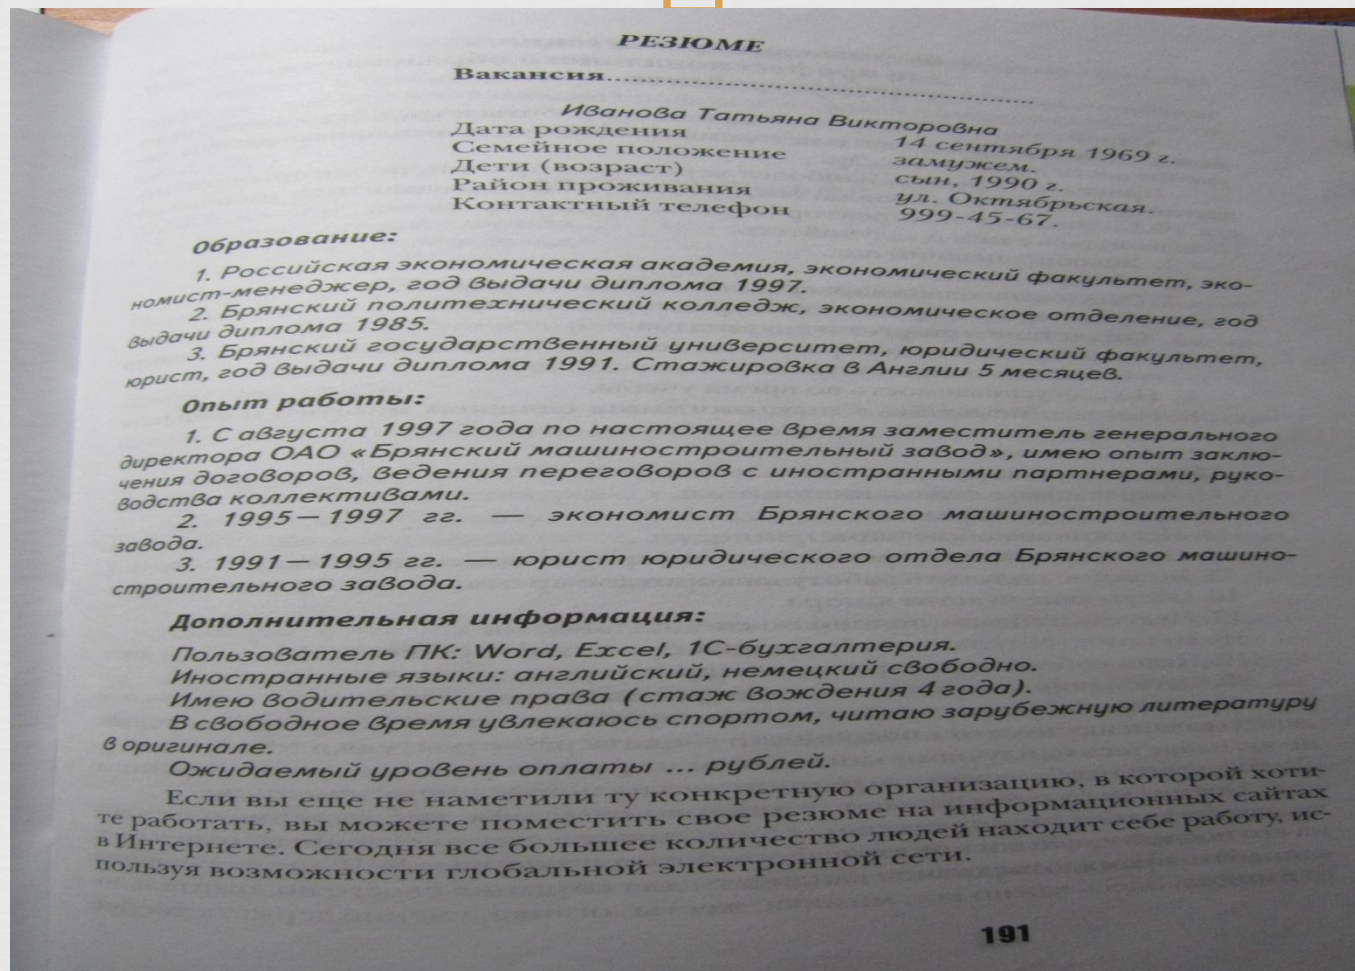 РЕЗЮМЕ
Вакансия........................................................................
Иванова Татьяна Викторовна
Дата рождения 14 сентября 1969 г.
Семейное положение замужем.
Дети (возраст) сын, 1990 г.
Район проживания ул. Октябрьская.
Контактный телефон 999-45-67.
Образование:
1. Российская экономическая академия, экономический факультет, эко-
номист-менеджер, год выдачи диплома 1997.
2. Брянский политехнический колледж, экономическое отделение, год
выдачи диплома 1985.
3. Брянский государственный университет, юридический факультет,
юрист, год выдачи диплома 1991. Стажировка в Англии 5 месяцев.
Опыт работы:
1. С августа 1997 года по настоящее время заместитель генерального
директора ОАО «Брянский машиностроительный завод», имею опыт заклю-
чения договоров, ведения переговоров с иностранными партнерами, руко-
водства коллективами.
2. 1995—1997 гг. — экономист Брянского машиностроительного
завода.
3. 1991—1995 гг. — юрист юридического отдела Брянского машино-
строительного завода.
Дополнительная информация:
Пользователь ПК: Word, Excel, 1С-бухгалтерия.
Иностранные языки: английский, немецкий свободно.
Имею водительские права (стаж вождения 4 года).
В свободное время увлекаюсь спортом, читаю зарубежную литературу
в оригинале.
Ожидаемый уровень оплаты ... рублей.
Если вы еще не наметили ту конкретную организацию, в которой хоти-
те работать, вы можете поместить свое резюме на информационных сайтах
в Интернете. Сегодня все большее количество людей находит себе работу, ис-
пользуя возможности глобальной электронной сети.
191